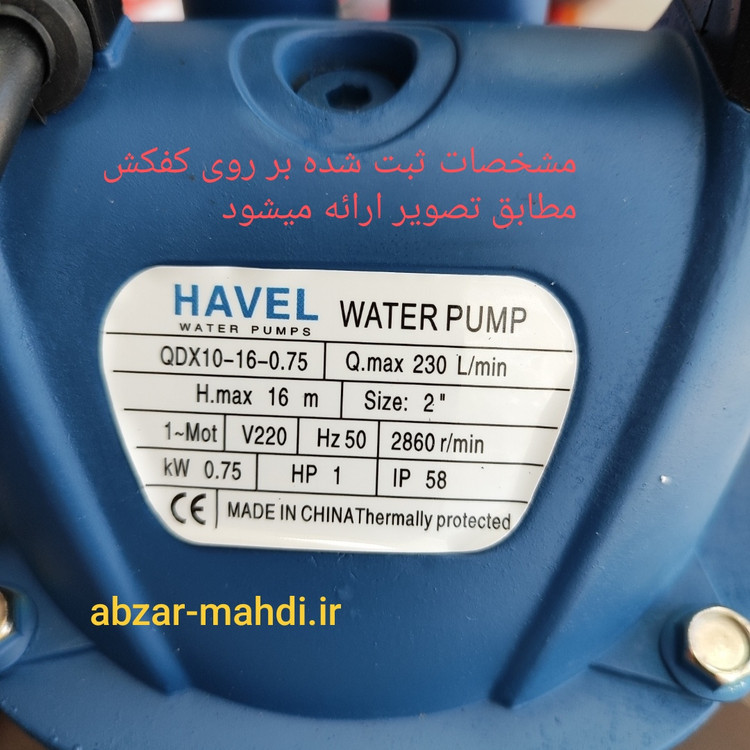 مشخصات ثبت شده بر روی کفکش
مطابق تصویر ارائه میشود
HAVEL WATER PUMP
WATER PUMPS
QDX10-16-0.75 Q.max 230 L/min
H.max 16 m Size: 2"
1~Mot V220 Hz 50 2860 r/min
kW 0.75 HP 1 IP 58
CE MADE IN CHINA Thermally protected
abzar-mahdi.ir